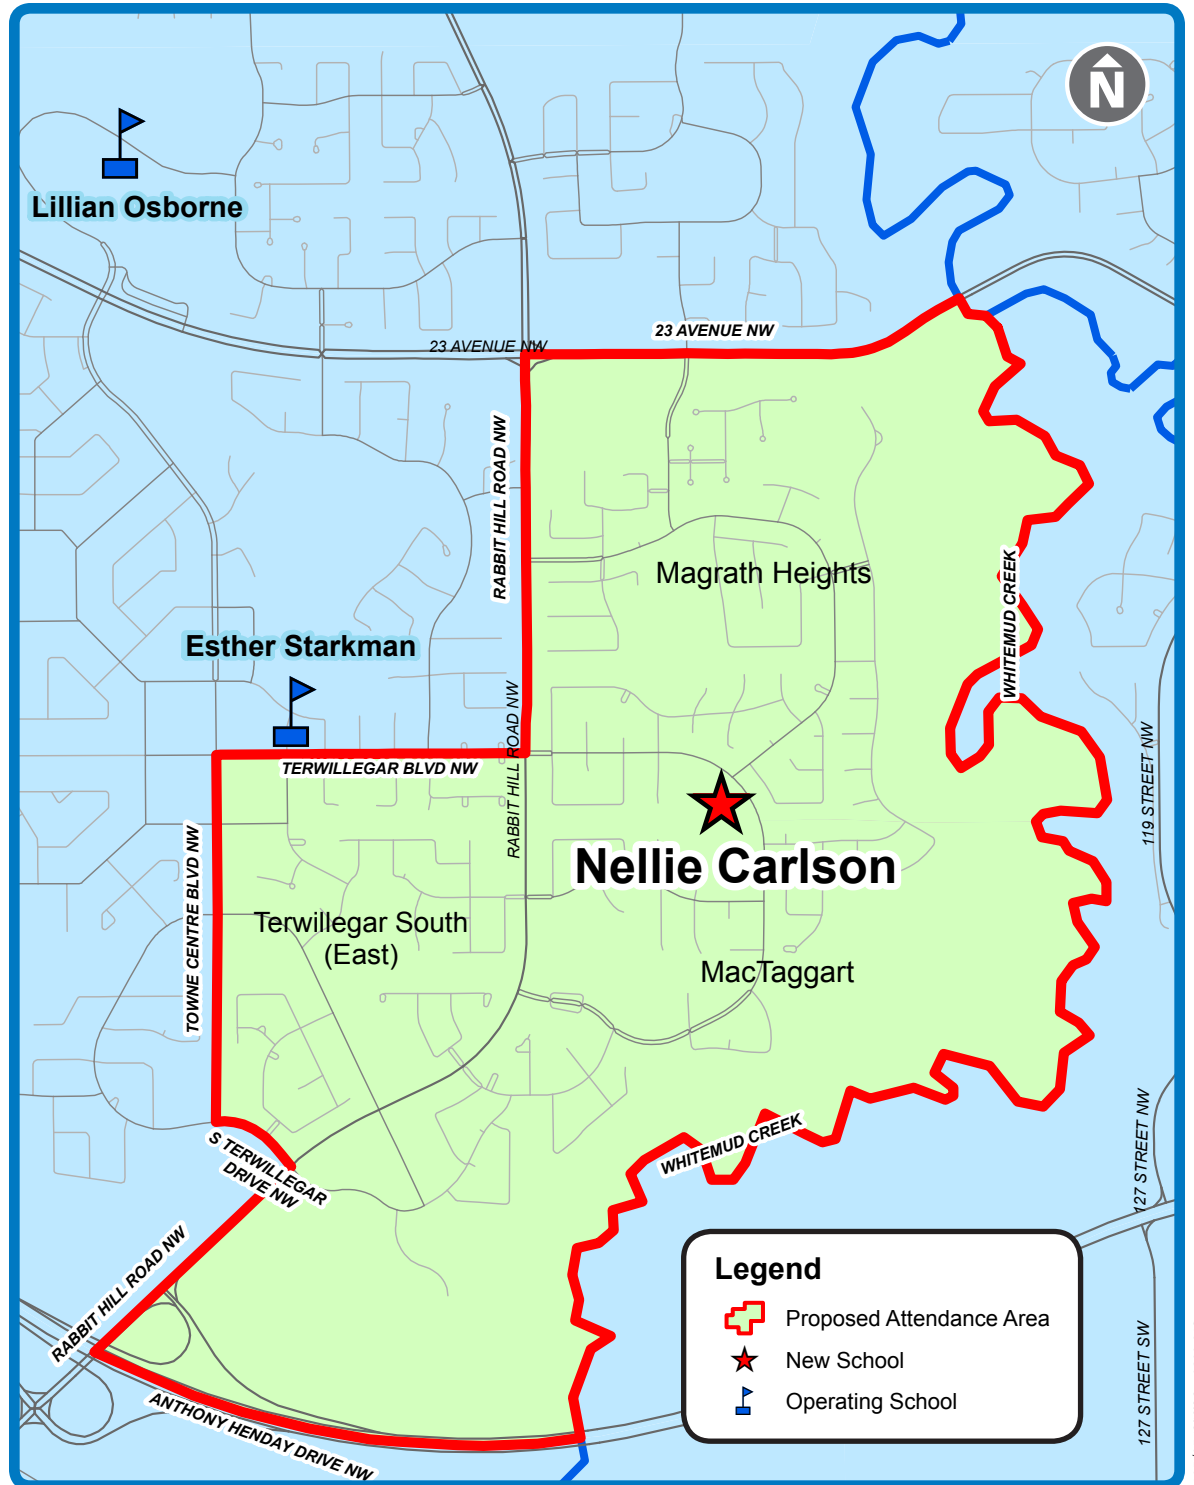 N
Lillian Osborne
23 AVENUE NW
23 AVENUE NW
RABBIT HILL ROAD NW
Magrath Heights
WHITEMUD CREEK
Esther Starkman
RABBIT HILL ROAD NW
TERWILLEGAR BLVD NW
119 STREET NW
Nellie Carlson
TOWNE CENTRE BLVD NW
Terwillegar South
(East)
MacTaggart
S TERWILLEGAR
DRIVE NW
WHITEMUD CREEK
127 STREET NW
RABBIT HILL ROAD NW
Legend
Proposed Attendance Area
New School
Operating School
127 STREET SW
ANTHONY HENDAY DRIVE NW